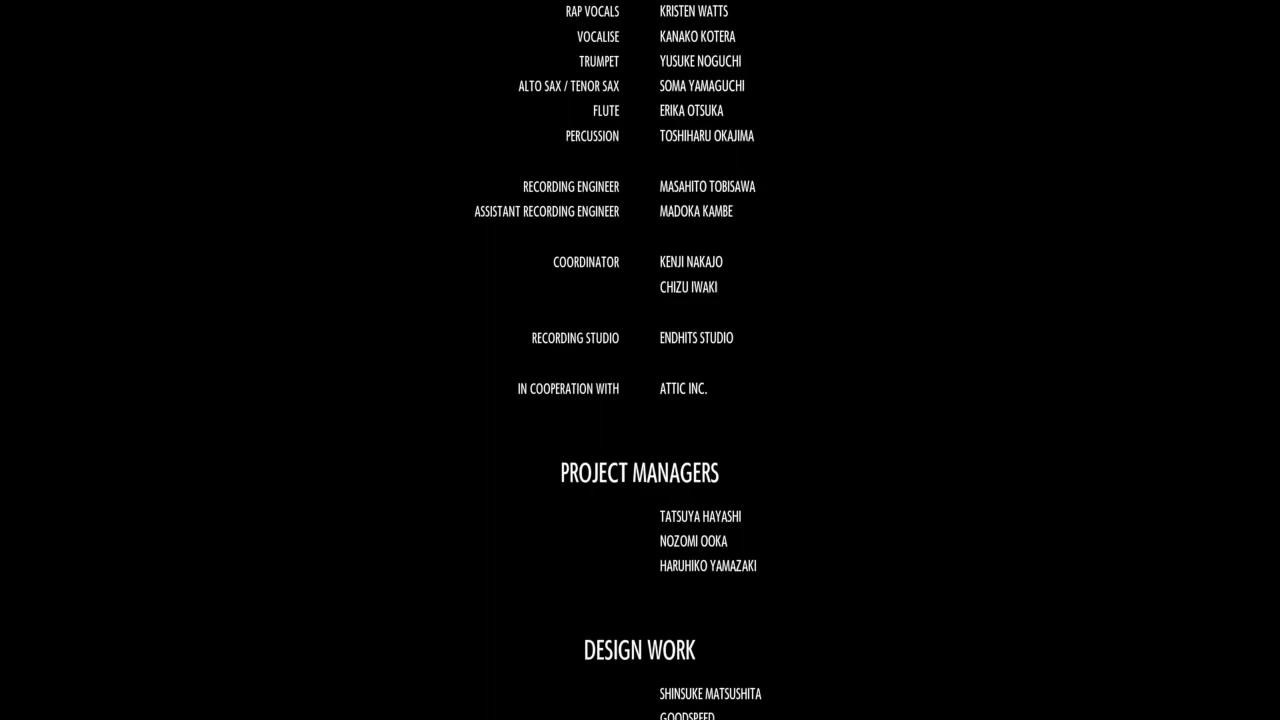 RAP VOCALS KRISTEN WATTS
VOCALISE KANAKO KOTERA
TRUMPET YUSUKE NOGUCHI
ALTO SAX / TENOR SAX SOMA YAMAGUCHI
FLUTE ERIKA OTSUKA
PERCUSSION TOSHIHARU OKAJIMA
RECORDING ENGINEER MASAHITO TOBISAWA
ASSISTANT RECORDING ENGINEER MADOKA KAMBE
COORDINATOR KENJI NAKAJO
CHIZU IWAKI
RECORDING STUDIO ENDHITS STUDIO
IN COOPERATION WITH ATTIC INC.
PROJECT MANAGERS
TATSUYA HAYASHI
NOZOMI OOKA
HARUHIKO YAMAZAKI
DESIGN WORK
SHINSUKE MATSUSHITA
GOODSPEED